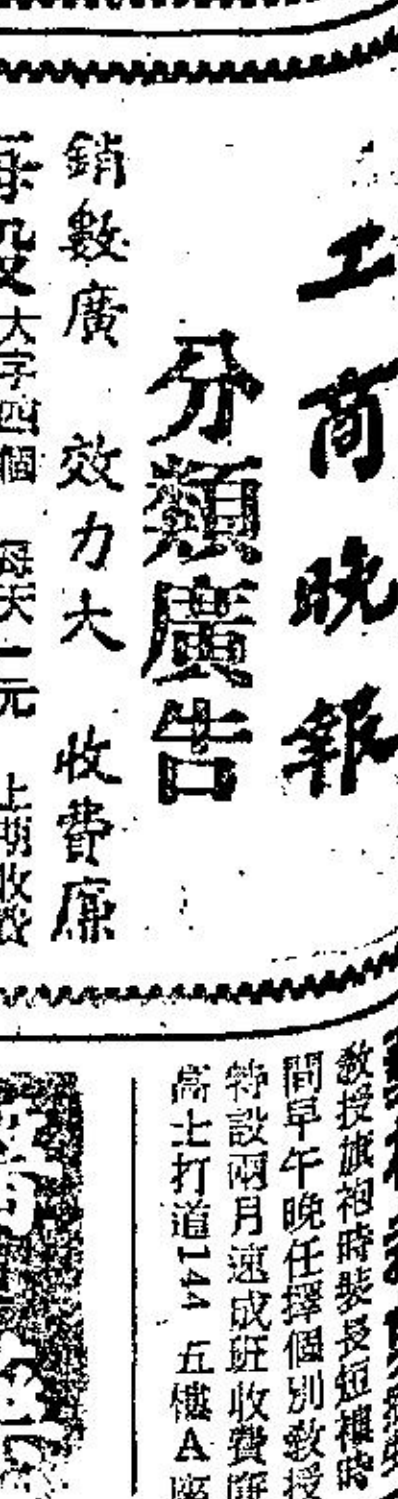 工商晚報
分類廣告
銷數廣 效力大 收費廉
每段大字四個 每天一元 上期收費
教授旗袍時裝長短褸時
間早午晚任擇個別教授
特設兩月速成班收費
高士打道144 五樓A座